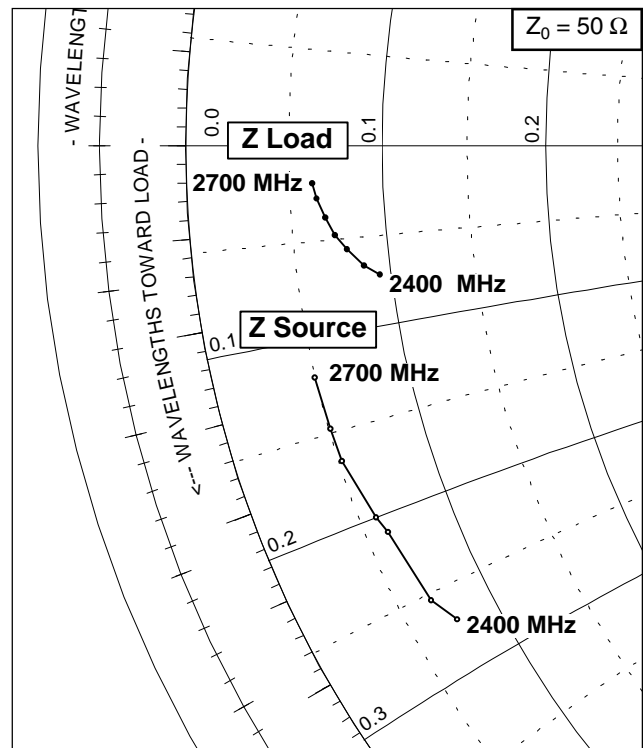 Z₀ = 50 Ω
- WAVELENGT
0.0
0.1
0.2
Z Load
2700 MHz
2400 MHz
<--- WAVELENGTHS TOWARD LOAD -
0.1
Z Source
2700 MHz
0.2
2400 MHz
0.3